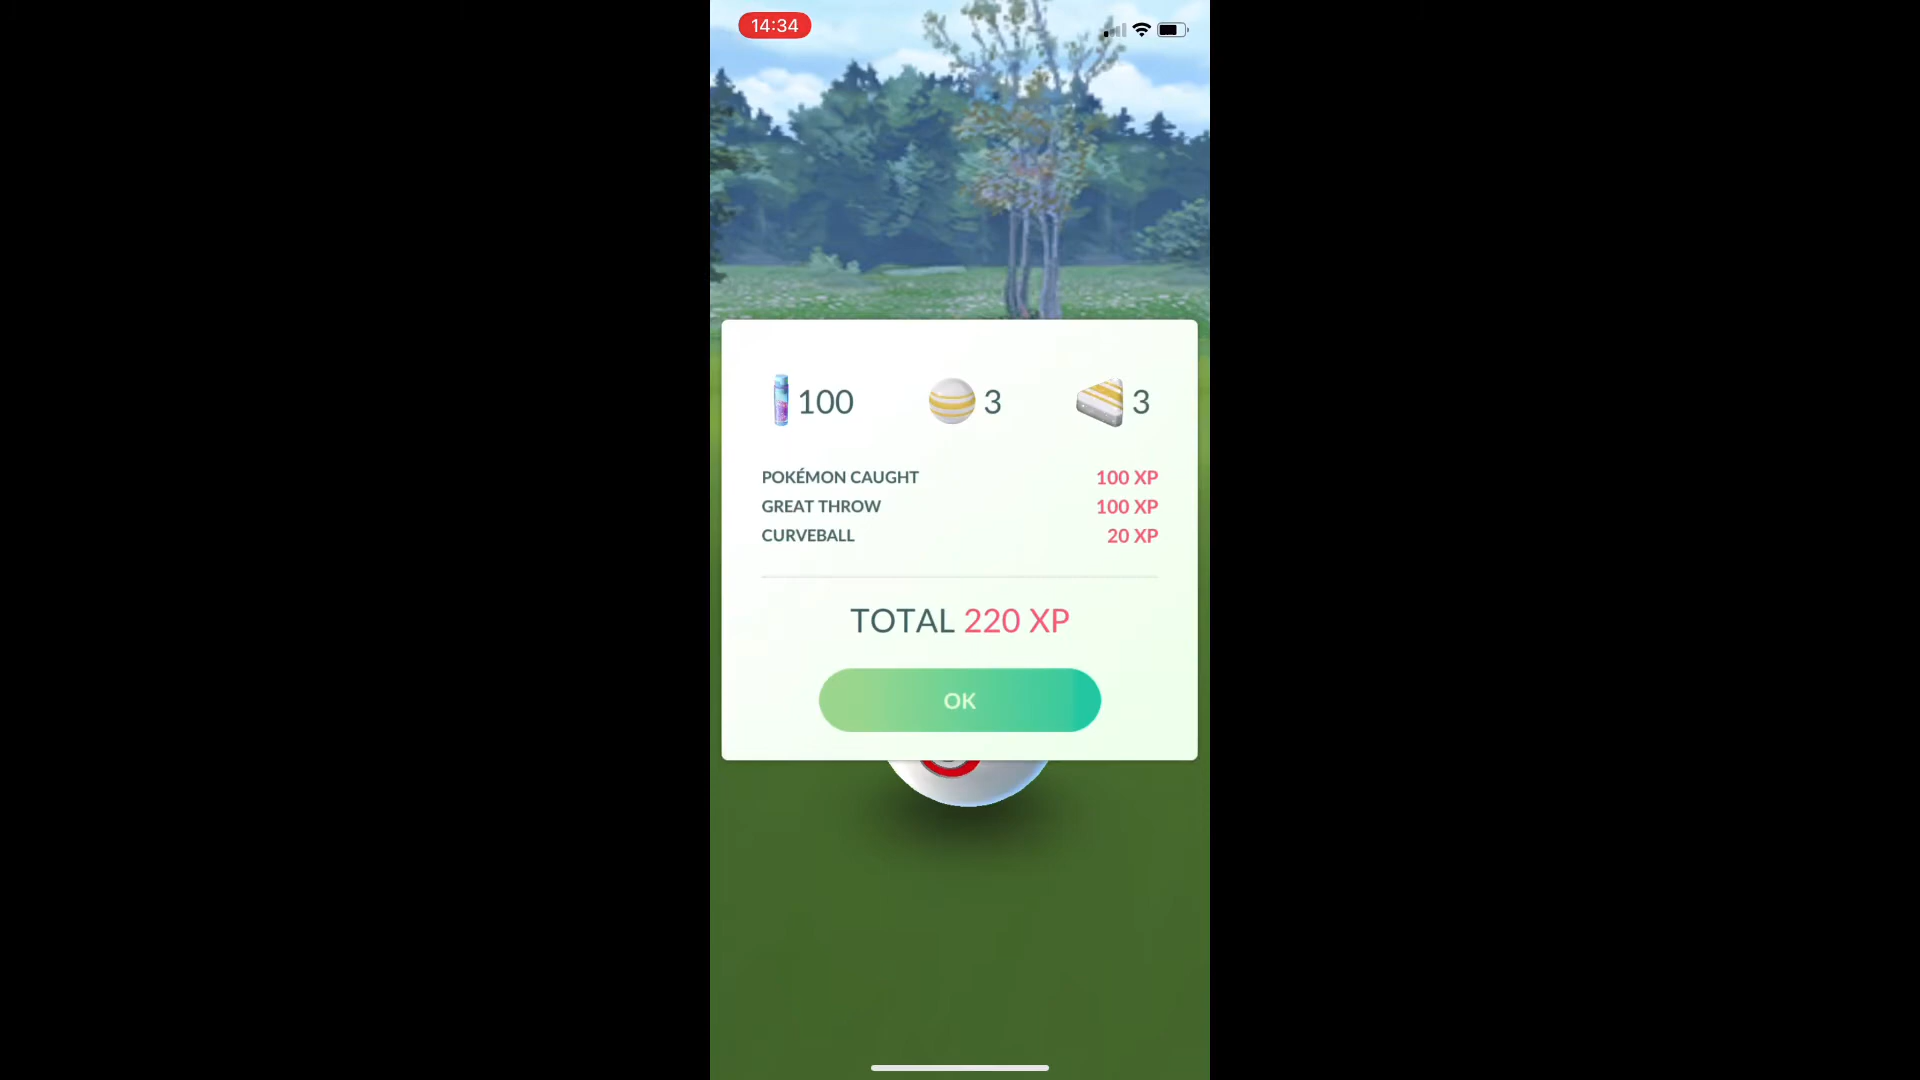 14:34
100 3 3
POKÉMON CAUGHT 100 XP
GREAT THROW 100 XP
CURVEBALL 20 XP
TOTAL 220 XP
OK